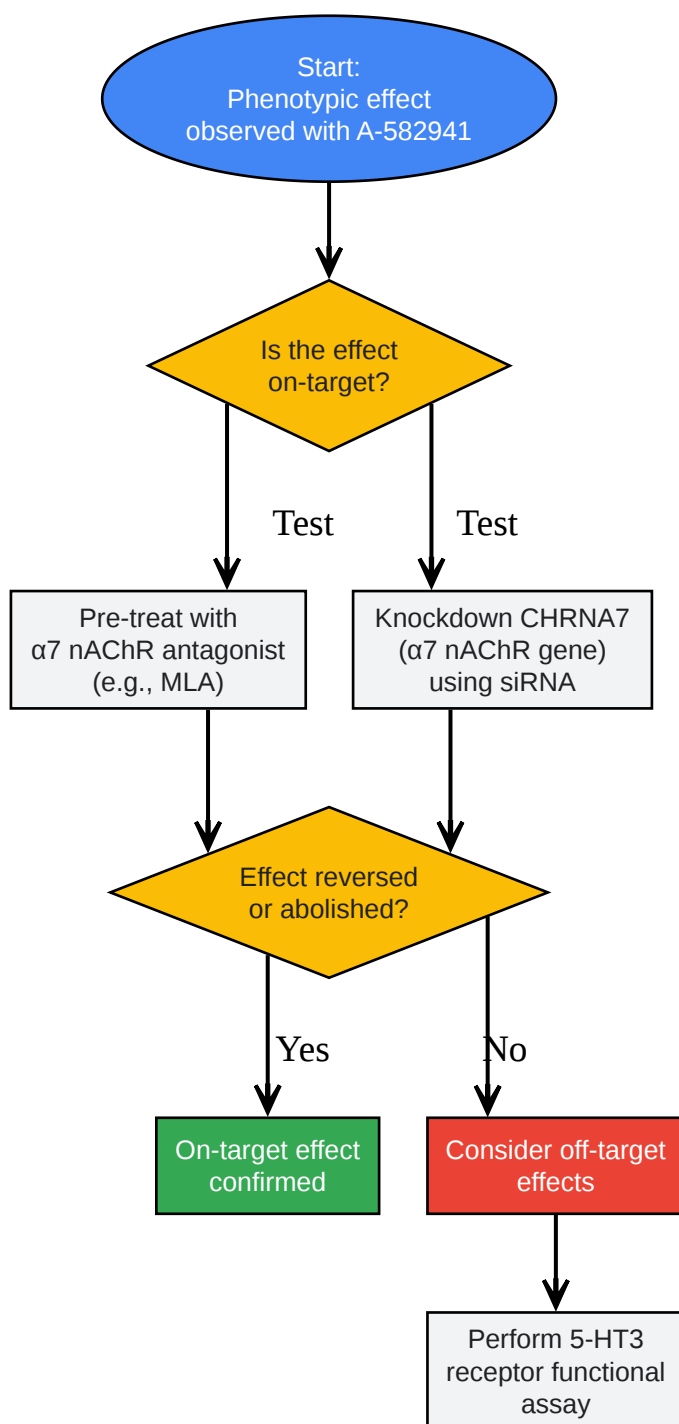 Start:
Phenotypic effect
observed with A-582941
Is the effect
on-target?
Test
Test
Pre-treat with
α7 nAChR antagonist
(e.g., MLA)
Knockdown CHRNA7
(α7 nAChR gene)
using siRNA
Effect reversed
or abolished?
Yes
No
On-target effect
confirmed
Consider off-target
effects
Perform 5-HT3
receptor functional
assay